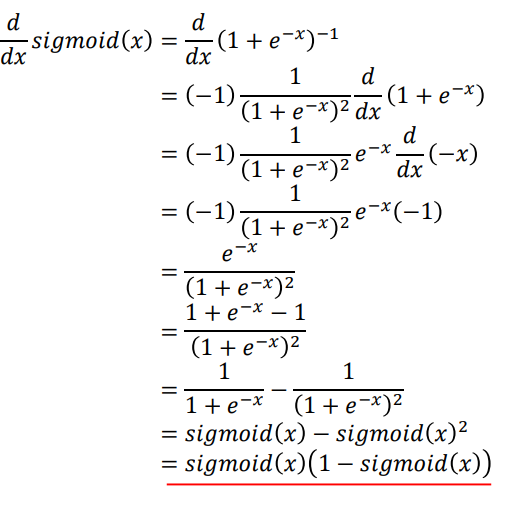 d/dx sigmoid(x) = d/dx (1 + e^{−x})^{−1}
= (−1) 1/(1 + e^{−x})^2 d/dx (1 + e^{−x})
= (−1) 1/(1 + e^{−x})^2 e^{−x} d/dx (−x)
= (−1) 1/(1 + e^{−x})^2 e^{−x}(−1)
= e^{−x}/(1 + e^{−x})^2
= (1 + e^{−x} − 1)/(1 + e^{−x})^2
= 1/(1 + e^{−x}) − 1/(1 + e^{−x})^2
= sigmoid(x) − sigmoid(x)^2
= sigmoid(x)(1 − sigmoid(x))